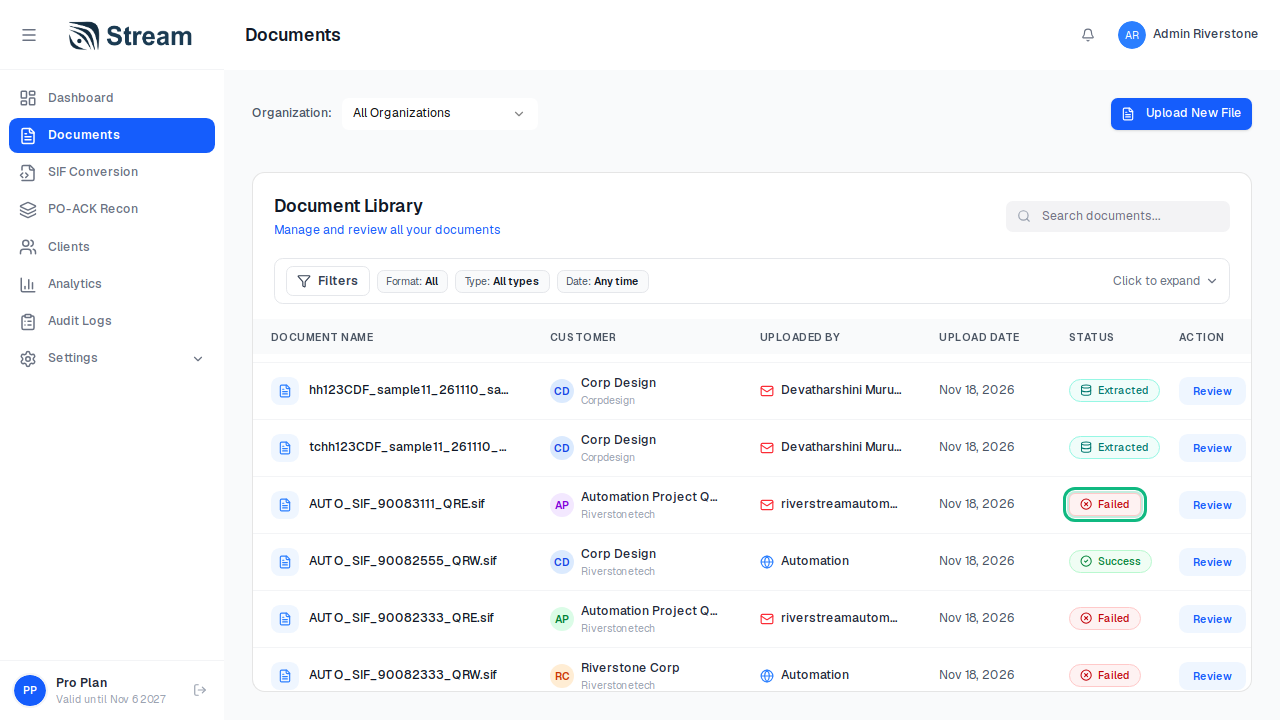 Stream
Documents
AR
Admin Riverstone
Dashboard
Documents
SIF Conversion
PO-ACK Recon
Clients
Analytics
Audit Logs
Settings
PP
Pro Plan
Valid until Nov 6 2027
Organization:
All Organizations
Upload New File
Document Library
Manage and review all your documents
Search documents...
Filters
Format: All
Type: All types
Date: Any time
Click to expand
DOCUMENT NAME CUSTOMER UPLOADED BY UPLOAD DATE STATUS ACTION
hh123CDF_sample11_261110_sa... CD Corp Design Devatharshini Muru... Nov 18, 2026 Extracted Review
Corpdesign
tchh123CDF_sample11_261110_... CD Corp Design Devatharshini Muru... Nov 18, 2026 Extracted Review
Corpdesign
AUTO_SIF_90083111_QRE.sif AP Automation Project Q... riverstreamautom... Nov 18, 2026 Failed Review
Riverstonetech
AUTO_SIF_90082555_QRW.sif CD Corp Design Automation Nov 18, 2026 Success Review
Riverstonetech
AUTO_SIF_90082333_QRE.sif AP Automation Project Q... riverstreamautom... Nov 18, 2026 Failed Review
Riverstonetech
AUTO_SIF_90082333_QRW.sif RC Riverstone Corp Automation Nov 18, 2026 Failed Review
Riverstonetech